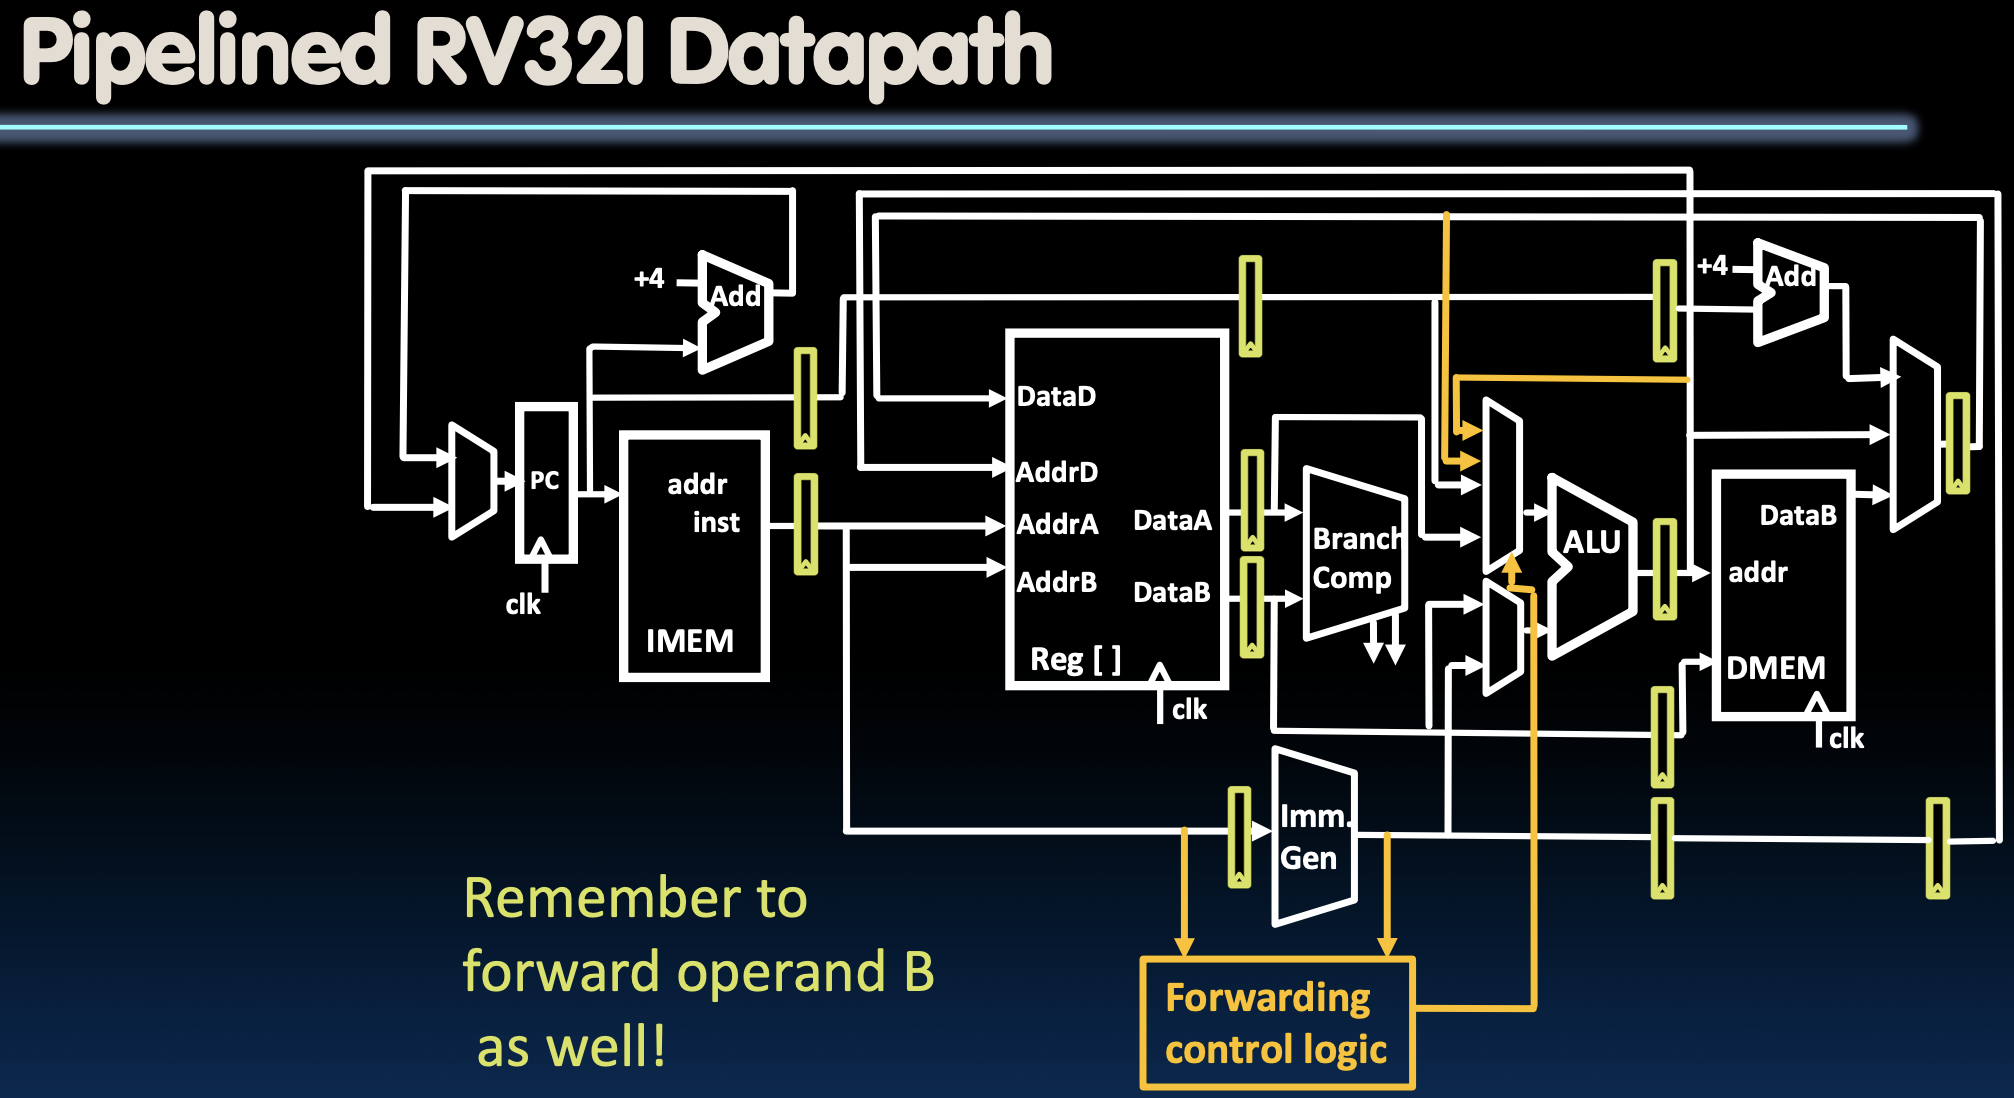 Pipelined RV32I Datapath
+4
Add
+4
Add
PC
clk
addr
inst
IMEM
DataD
AddrD
AddrA
AddrB
DataA
DataB
Reg [ ]
clk
Branch
Comp
ALU
DataB
addr
DMEM
clk
Imm.
Gen
Remember to
forward operand B
as well!
Forwarding
control logic